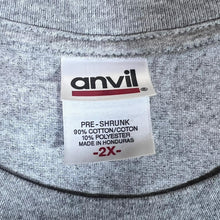 anvil®
PRE-SHRUNK
90% COTTON/COTON
10% POLYESTER
MADE IN HONDURAS
-2X-